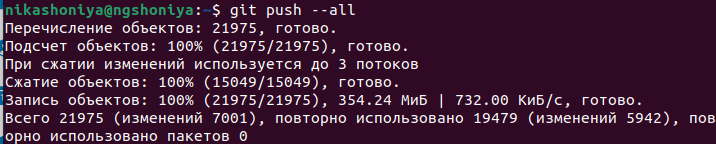 nikashoniya@ngshoniya:~$ git push --all
Перечисление объектов: 21975, готово.
Подсчет объектов: 100% (21975/21975), готово.
При сжатии изменений используется до 3 потоков
Сжатие объектов: 100% (15049/15049), готово.
Запись объектов: 100% (21975/21975), 354.24 МиБ | 732.00 КиБ/с, готово.
Всего 21975 (изменений 7001), повторно использовано 19479 (изменений 5942), пов
орно использовано пакетов 0